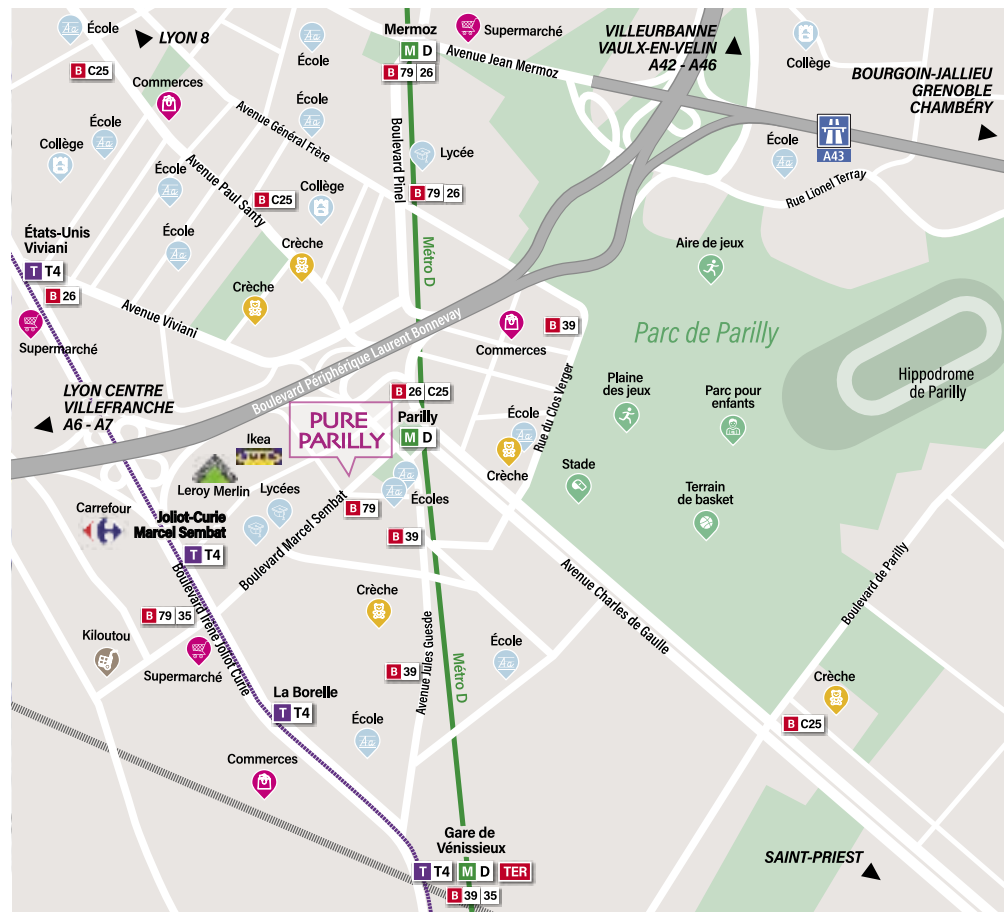 École
LYON 8
B C25
Commerces
École
École
Collège
École
École
École
Avenue Général Frère
Avenue Paul Santy
B C25
Collège
Crèche
Crèche
Mermoz
M D
B 79 26
Supermarché
Avenue Jean Mermoz
VILLEURBANNE
VAULX-EN-VELIN
A42 - A46
Collège
BOURGOIN-JALLIEU
GRENOBLE
CHAMBÉRY
A43
École
Rue Lionel Terray
Boulevard Pinel
Lycée
B 79 26
Métro D
États-Unis
Viviani
T T4
B 26
Supermarché
Avenue Viviani
Boulevard Périphérique Laurent Bonnevay
Aire de jeux
Parc de Parilly
Hippodrome
de Parilly
Commerces
B 39
Rue du Clos Verger
Plaine
des jeux
Parc pour
enfants
Stade
Terrain
de basket
LYON CENTRE
VILLEFRANCHE
A6 - A7
PURE
PARILLY
B 26 C25
Parilly
M D
École
Crèche
Ikea
Leroy Merlin
Lycées
Écoles
Carrefour
Joliot-Curie
Marcel Sembat
T T4
Boulevard Marcel Sembat
B 79
B 39
Boulevard Irène Joliot Curie
B 79 35
Kiloutou
Supermarché
Crèche
Avenue Jules Guesde
B 39
Métro D
École
Avenue Charles de Gaulle
Boulevard de Parilly
Crèche
B C25
La Borelle
T T4
École
Commerces
Gare de
Vénissieux
T T4 M D TER
B 39 35
SAINT-PRIEST